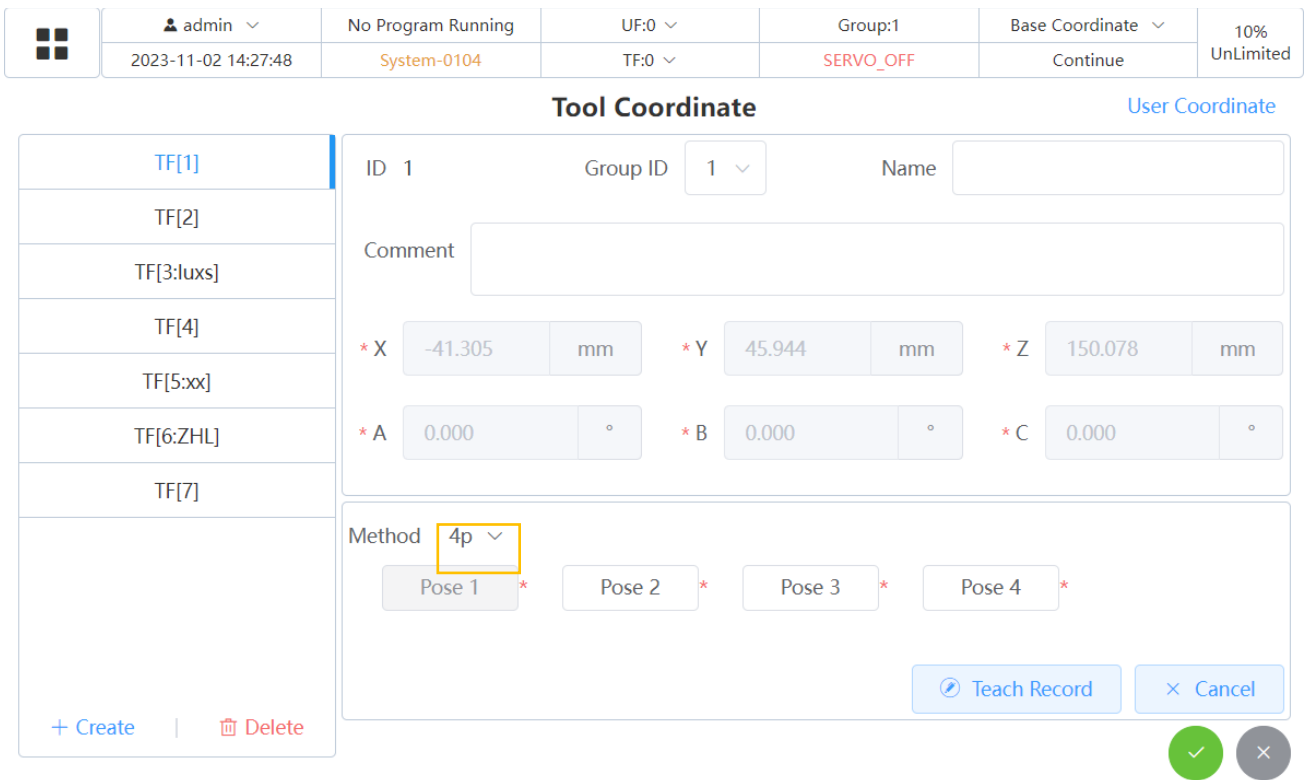 admin
No Program Running
UF:0
Group:1
Base Coordinate
10%
UnLimited
2023-11-02 14:27:48
System-0104
TF:0
SERVO_OFF
Continue
Tool Coordinate
User Coordinate
TF[1]
TF[2]
TF[3:luxs]
TF[4]
TF[5:xx]
TF[6:ZHL]
TF[7]
+ Create | Delete
ID 1 Group ID 1 Name
Comment
* X -41.305 mm * Y 45.944 mm * Z 150.078 mm
* A 0.000 ° * B 0.000 ° * C 0.000 °
Method 4p
Pose 1 * Pose 2 * Pose 3 * Pose 4 *
Teach Record × Cancel